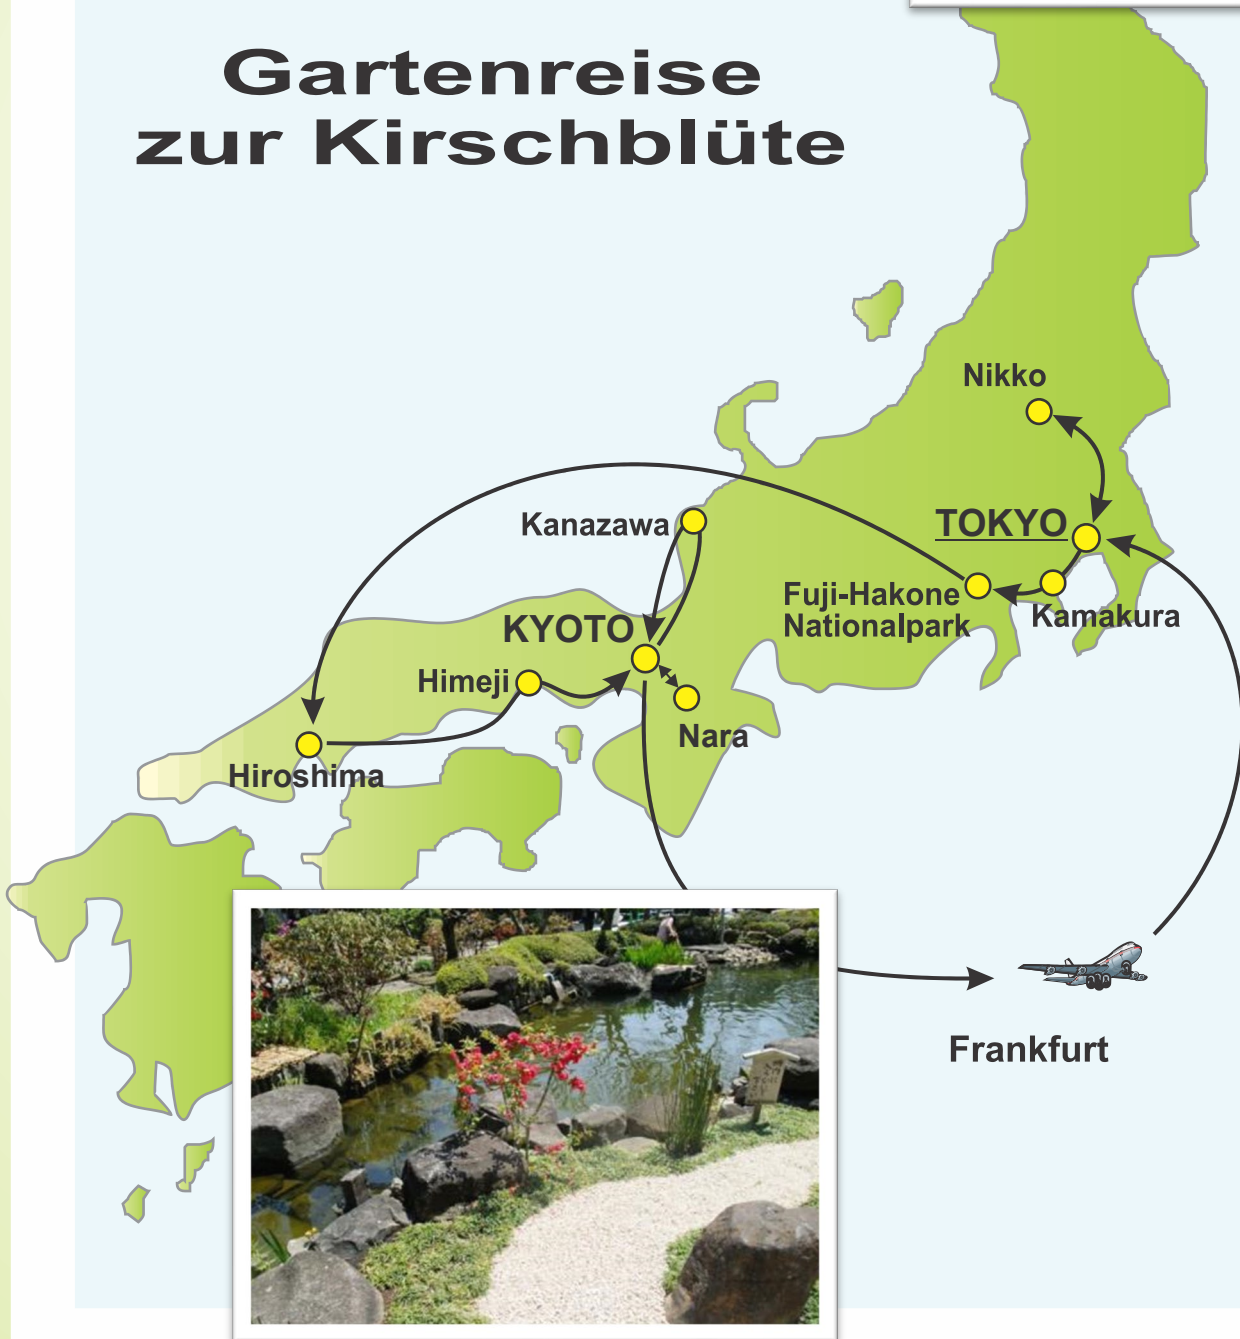 Gartenreise
zur Kirschblüte
Nikko
TOKYO
Kanazawa
Fuji-Hakone
Nationalpark
Kamakura
KYOTO
Himeji
Nara
Hiroshima
Frankfurt